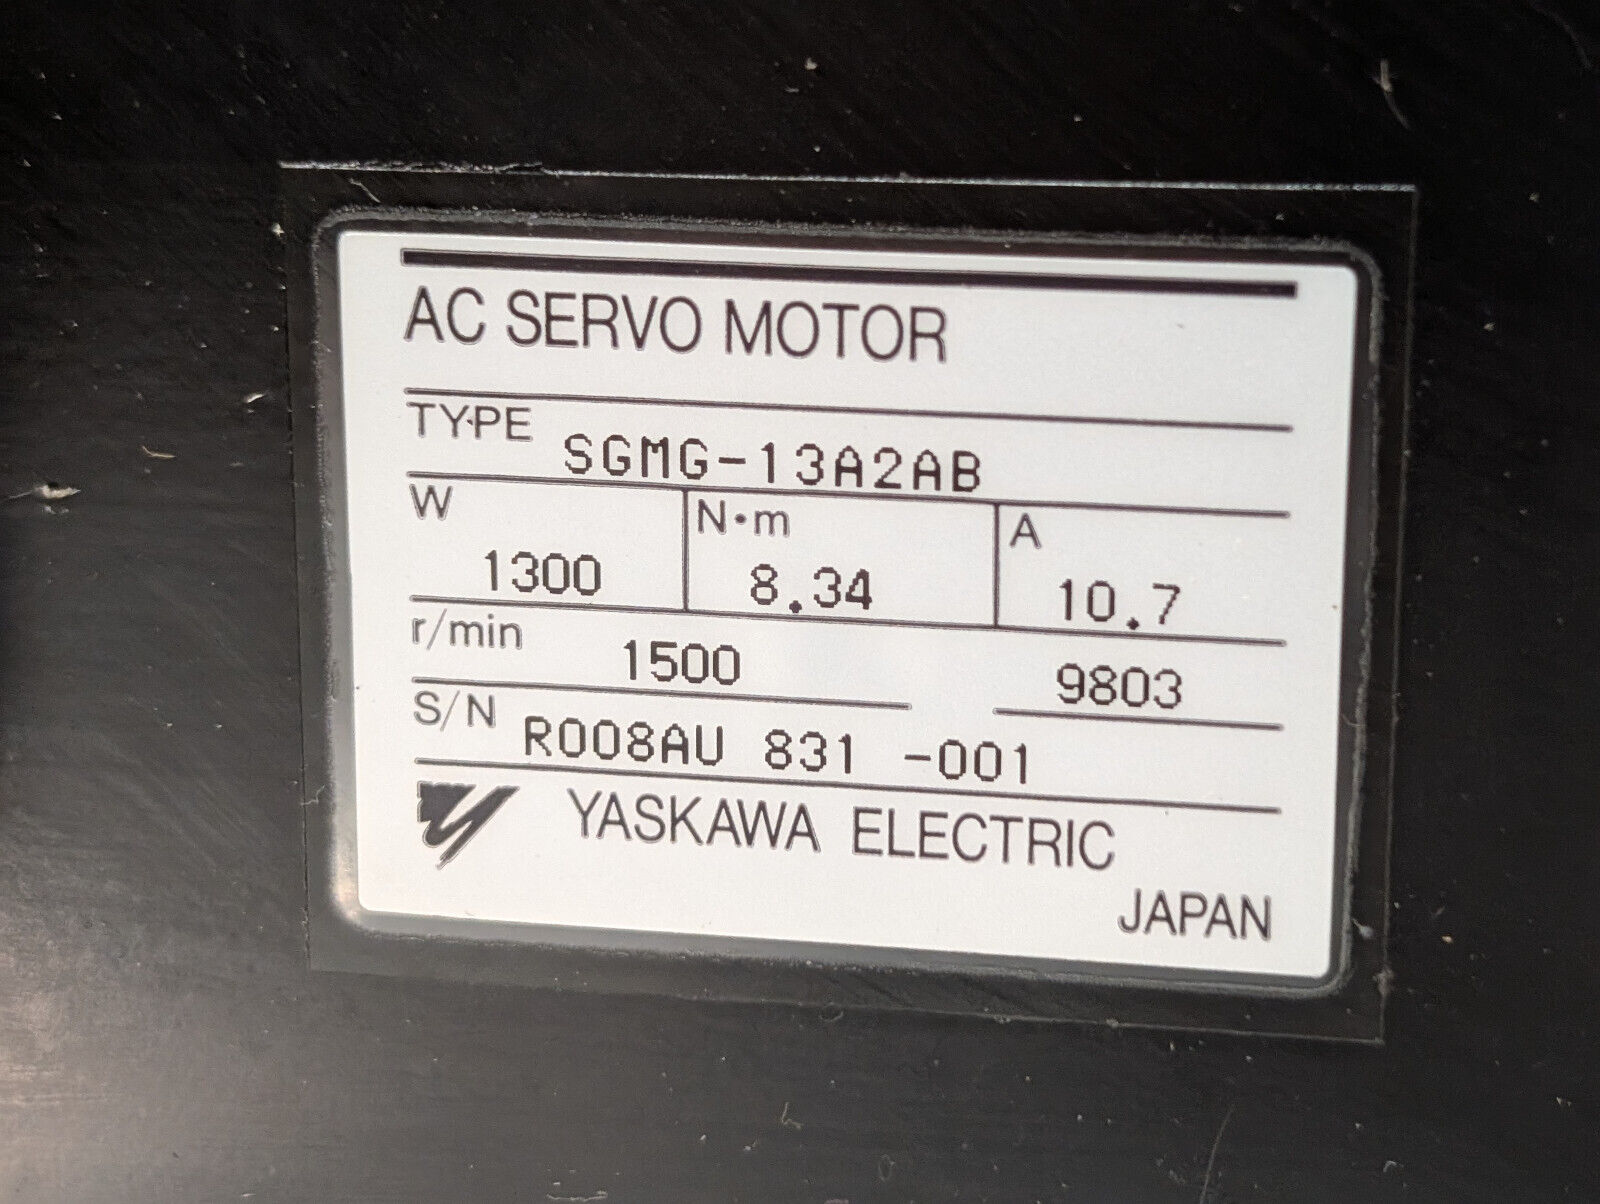 AC SERVO MOTOR
TYPE SGMG-13A2AB
W N·m A
1300 8.34 10.7
r/min 1500 9803
S/N R008AU 831 -001
YASKAWA ELECTRIC
JAPAN